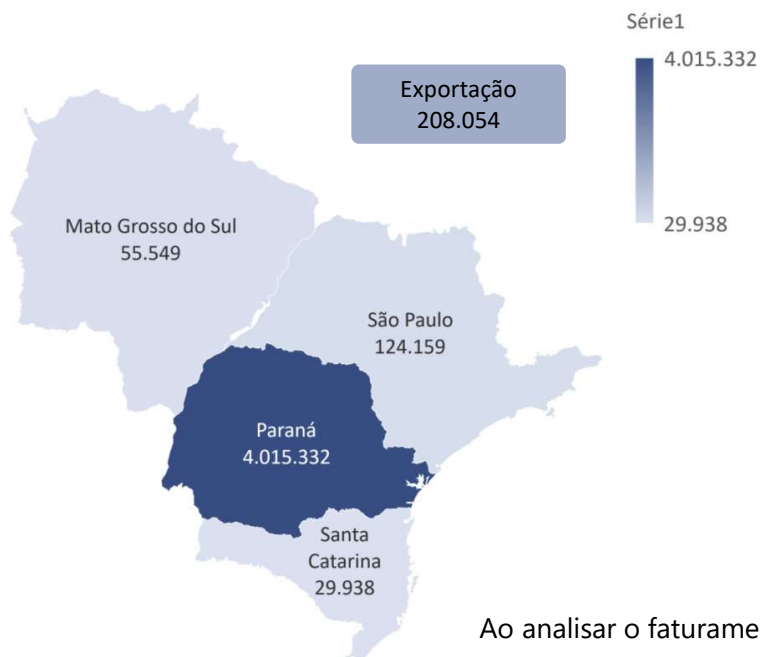 Série1
4.015.332
29.938
Exportação
208.054
Mato Grosso do Sul
55.549
São Paulo
124.159
Paraná
4.015.332
Santa
Catarina
29.938
Ao analisar o faturame